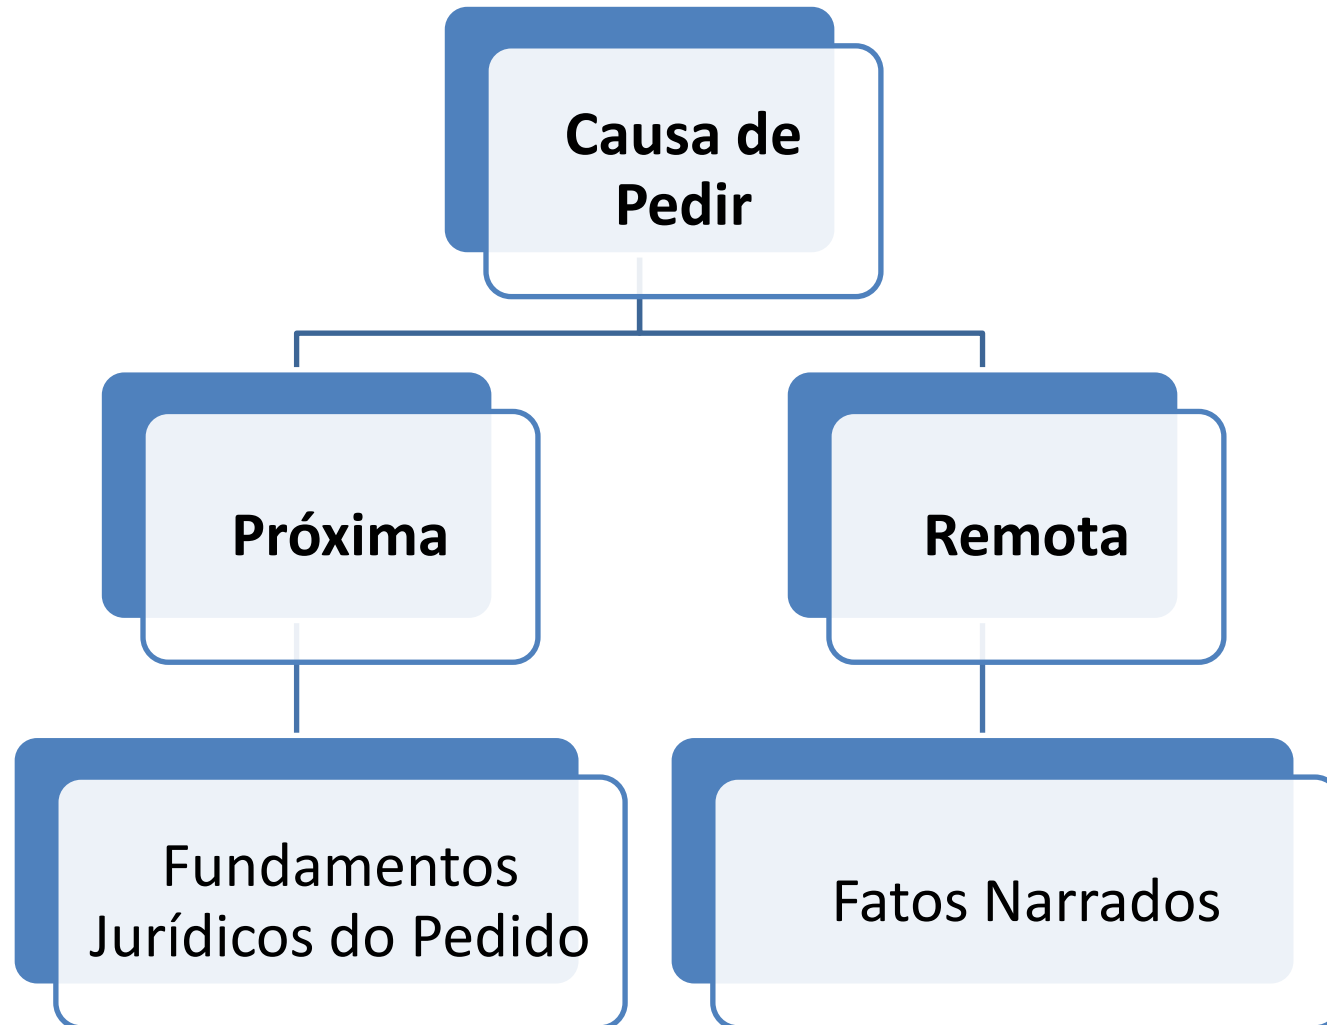 Causa de
Pedir
Próxima
Remota
Fundamentos
Jurídicos do Pedido
Fatos Narrados